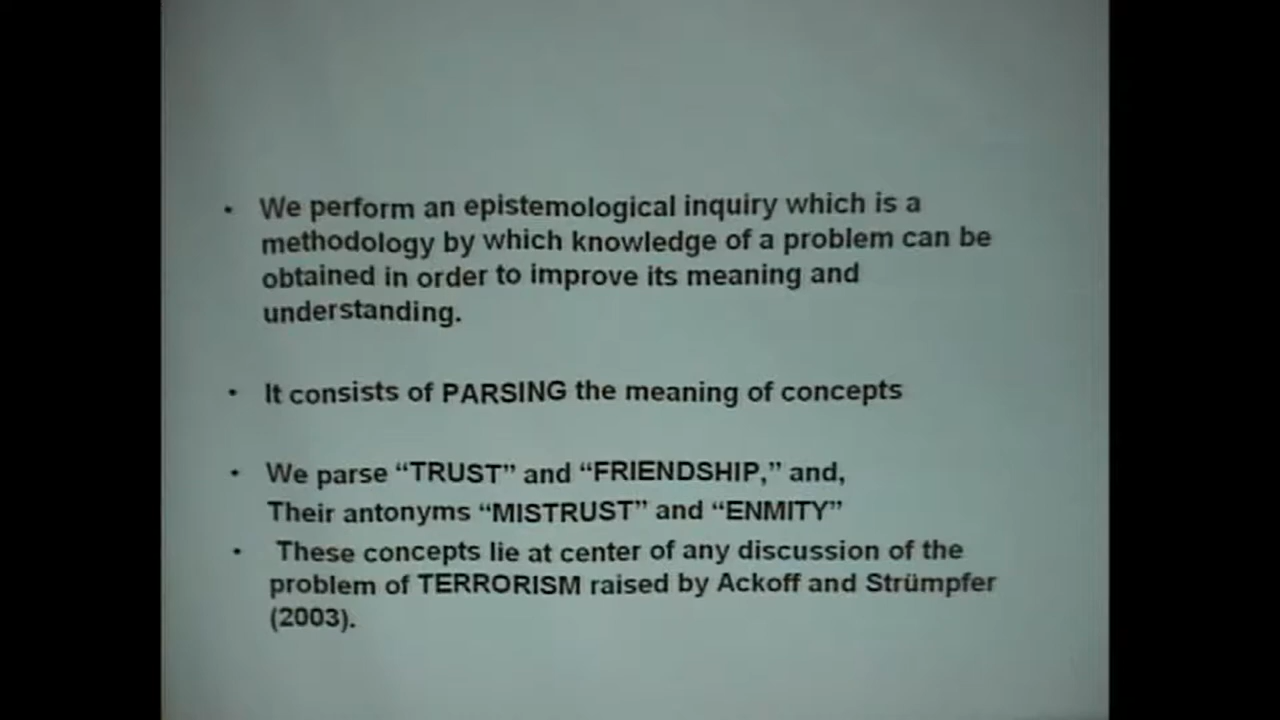 • We perform an epistemological inquiry which is a
methodology by which knowledge of a problem can be
obtained in order to improve its meaning and
understanding.
• It consists of PARSING the meaning of concepts
• We parse “TRUST” and “FRIENDSHIP,” and,
Their antonyms “MISTRUST” and “ENMITY”
• These concepts lie at center of any discussion of the
problem of TERRORISM raised by Ackoff and Strümpfer
(2003).